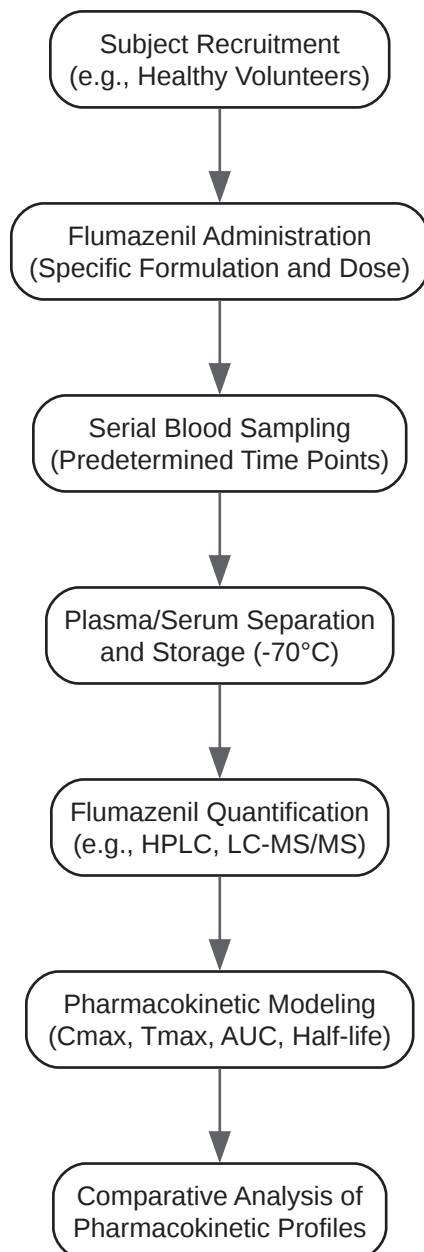 Subject Recruitment
(e.g., Healthy Volunteers)
Flumazenil Administration
(Specific Formulation and Dose)
Serial Blood Sampling
(Predetermined Time Points)
Plasma/Serum Separation
and Storage (-70°C)
Flumazenil Quantification
(e.g., HPLC, LC-MS/MS)
Pharmacokinetic Modeling
(Cmax, Tmax, AUC, Half-life)
Comparative Analysis of
Pharmacokinetic Profiles